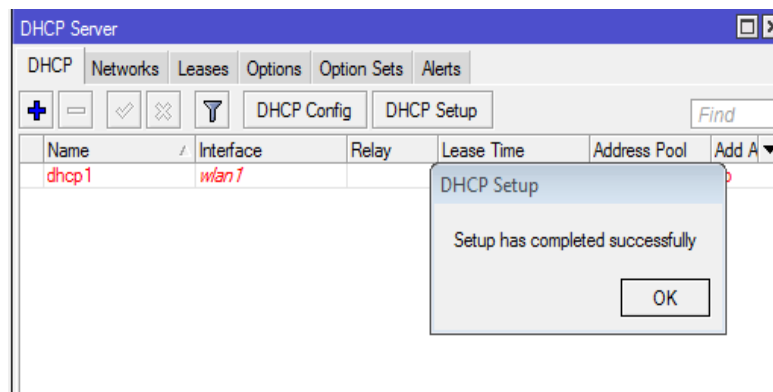 DHCP Server
DHCP Networks Leases Options Option Sets Alerts
DHCP Config DHCP Setup Find
Name Interface Relay Lease Time Address Pool Add A
dhcp1 wlan1
DHCP Setup
Setup has completed successfully
OK